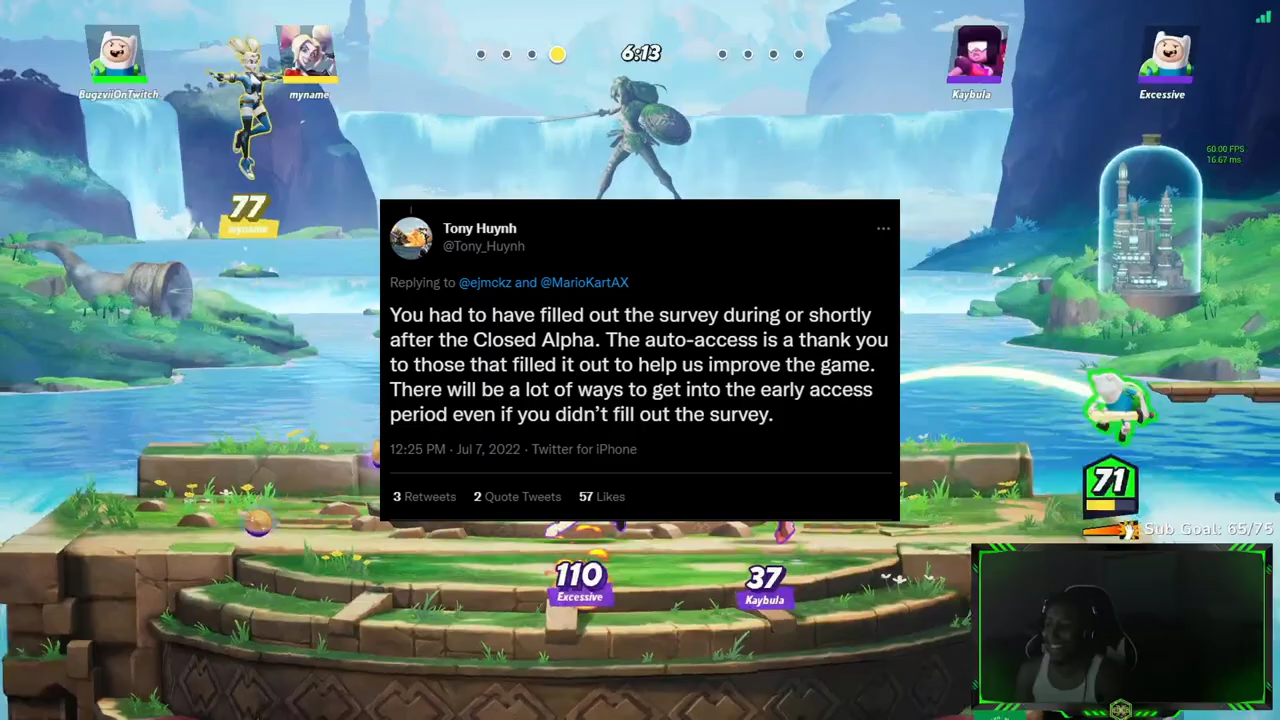 6:13
BugzviiOnTwitch
myname
Kaybula
Excessive
60.00 FPS
16.67 ms
77
myname
Tony Huynh
@Tony_Huynh
Replying to @ejmckz and @MarioKartAX
You had to have filled out the survey during or shortly
after the Closed Alpha. The auto-access is a thank you
to those that filled it out to help us improve the game.
There will be a lot of ways to get into the early access
period even if you didn’t fill out the survey.
12:25 PM · Jul 7, 2022 · Twitter for iPhone
3 Retweets 2 Quote Tweets 57 Likes
71
Sub Goal: 65/75
110
Excessive
37
Kaybula